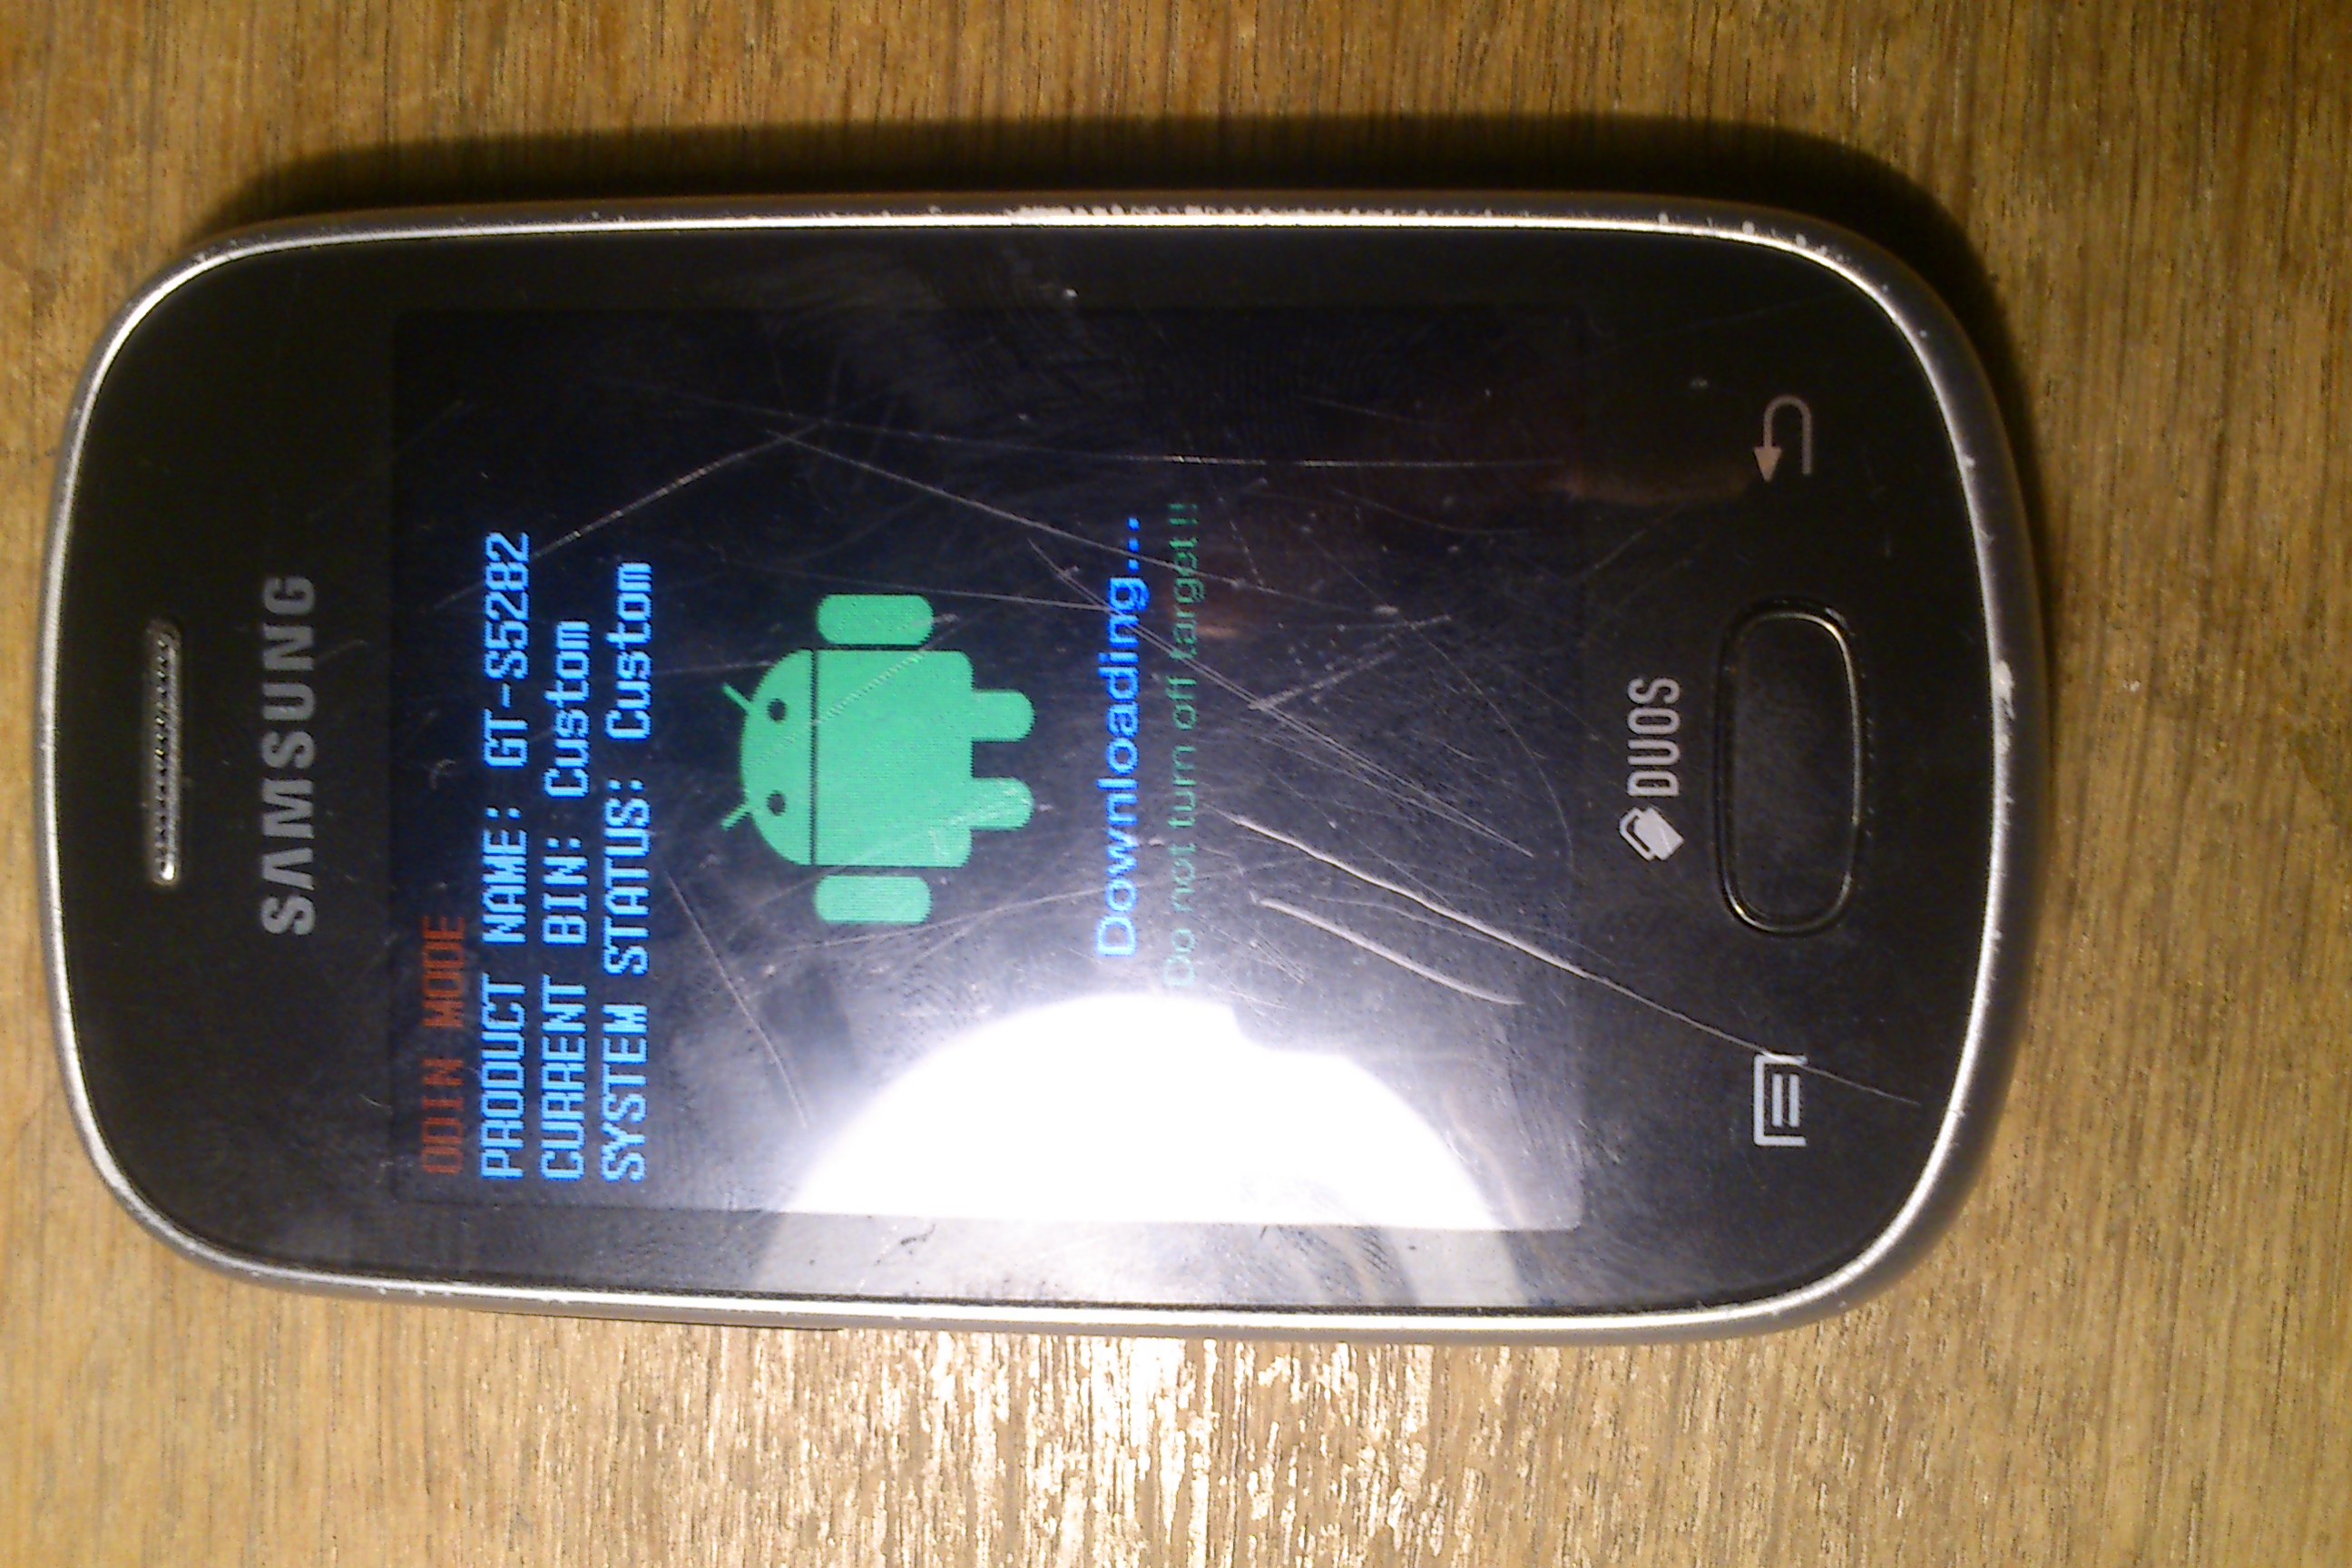 SAMSUNG
ODIN MODE
PRODUCT NAME: GT-S5282
CURRENT BIN: Custom
SYSTEM STATUS: Custom
Downloading...
Do not turn off target!!
DUOS